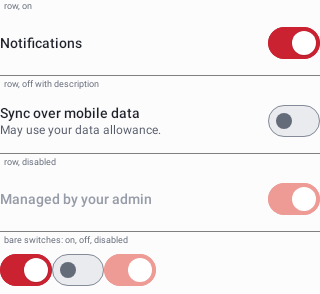 row, on
Notifications
row, off with description
Sync over mobile data
May use your data allowance.
row, disabled
Managed by your admin
bare switches: on, off, disabled